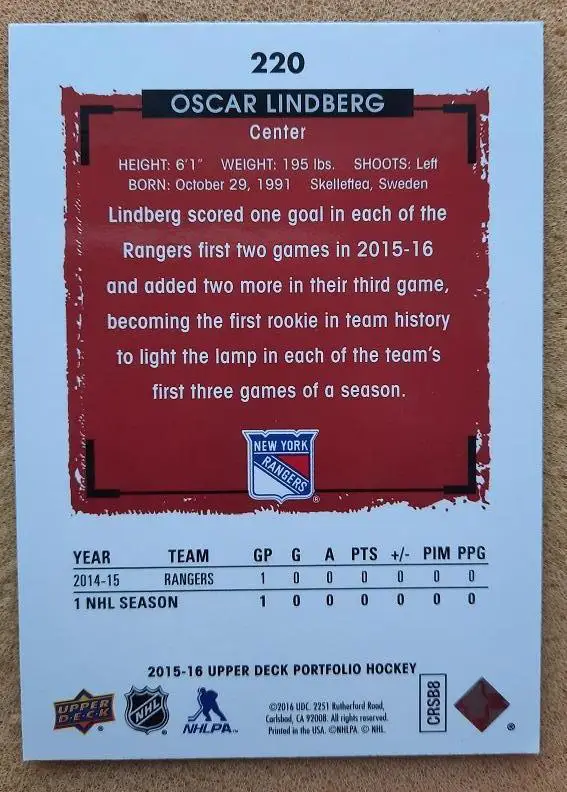 220
OSCAR LINDBERG
Center
HEIGHT: 6'1" WEIGHT: 195 lbs. SHOOTS: Left
BORN: October 29, 1991 Skelleftea, Sweden
Lindberg scored one goal in each of the
Rangers first two games in 2015-16
and added two more in their third game,
becoming the first rookie in team history
to light the lamp in each of the team's
first three games of a season.
NEW YORK
RANGERS
®
YEAR TEAM GP G A PTS +/- PIM PPG
2014-15 RANGERS 1 0 0 0 0 0 0
1 NHL SEASON 1 0 0 0 0 0 0
2015-16 UPPER DECK PORTFOLIO HOCKEY
UPPER
DECK
NHL
NHLPA
©2016 UDC. 2251 Rutherford Road,
Carlsbad, CA 92008. All rights reserved.
Printed in the USA. ©NHLPA. © NHL.
CRSB8
®